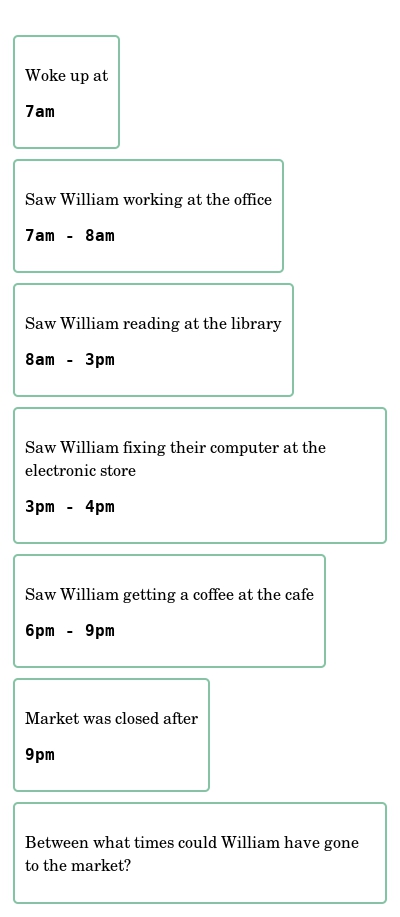 Woke up at
7am
Saw William working at the office
7am - 8am
Saw William reading at the library
8am - 3pm
Saw William fixing their computer at the
electronic store
3pm - 4pm
Saw William getting a coffee at the cafe
6pm - 9pm
Market was closed after
9pm
Between what times could William have gone
to the market?